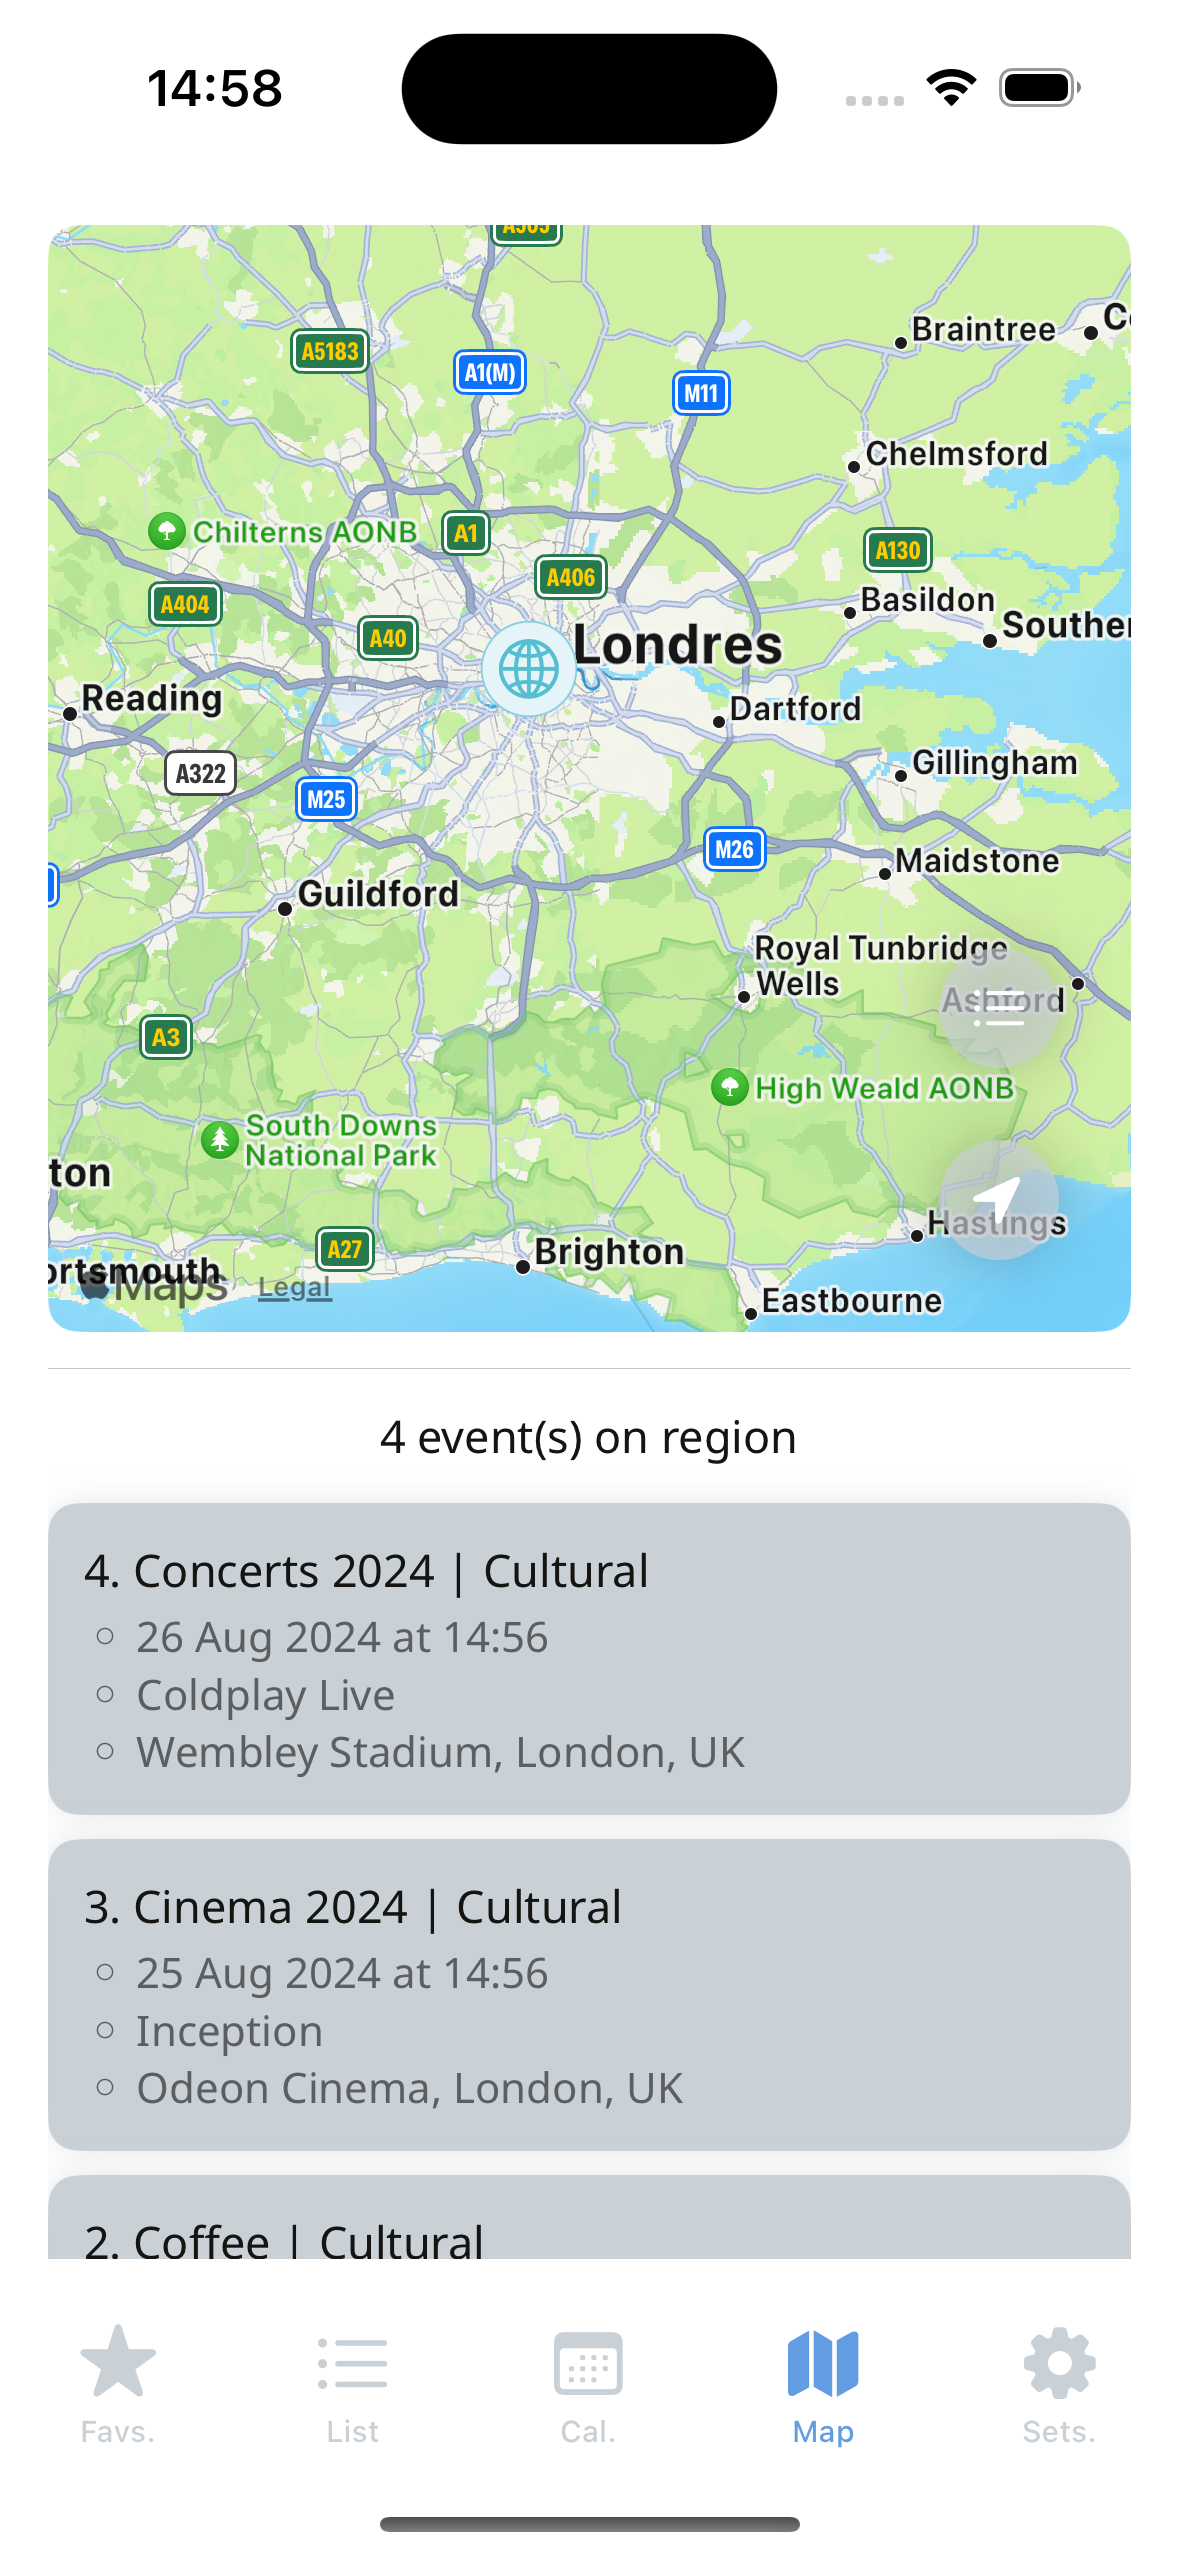 14:58
A505
A5183
A1(M)
M11
Braintree
Chelmsford
Chilterns AONB
A1
A130
A406
A404
Basildon
A40
Londres
Reading
Dartford
A322
Gillingham
M25
M26
Maidstone
Guildford
Royal Tunbridge
Wells
Ashford
A3
High Weald AONB
South Downs
National Park
ton
Hastings
A27
Brighton
ortsmouth
Maps
Legal
Eastbourne
4 event(s) on region
4. Concerts 2024 | Cultural
26 Aug 2024 at 14:56
Coldplay Live
Wembley Stadium, London, UK
3. Cinema 2024 | Cultural
25 Aug 2024 at 14:56
Inception
Odeon Cinema, London, UK
2. Coffee | Cultural
Favs.
List
Cal.
Map
Sets.